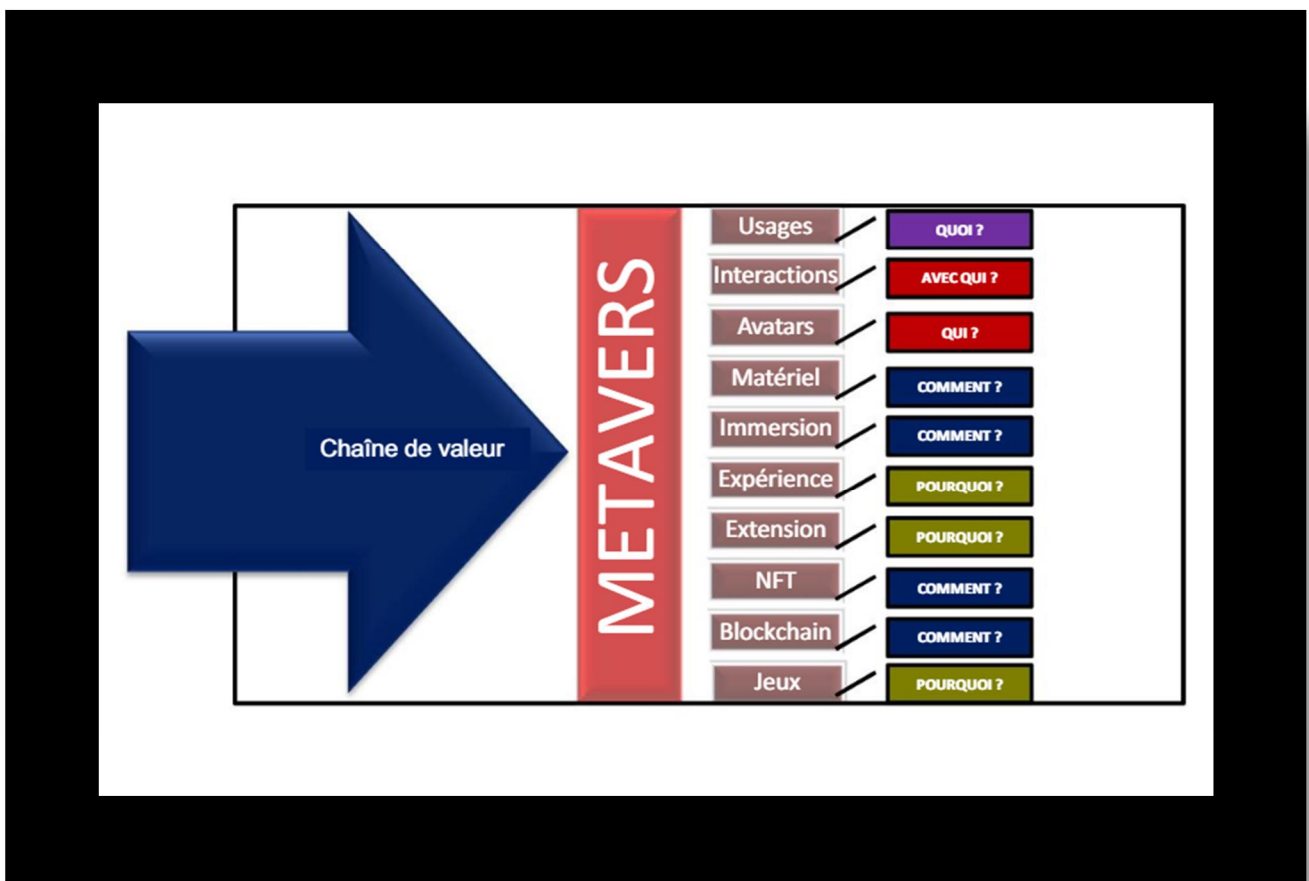 Chaîne de valeur
METAVERS
Usages
QUOI ?
Interactions
AVEC QUI ?
Avatars
QUI ?
Matériel
COMMENT ?
Immersion
COMMENT ?
Expérience
POURQUOI ?
Extension
POURQUOI ?
NFT
COMMENT ?
Blockchain
COMMENT ?
Jeux
POURQUOI ?